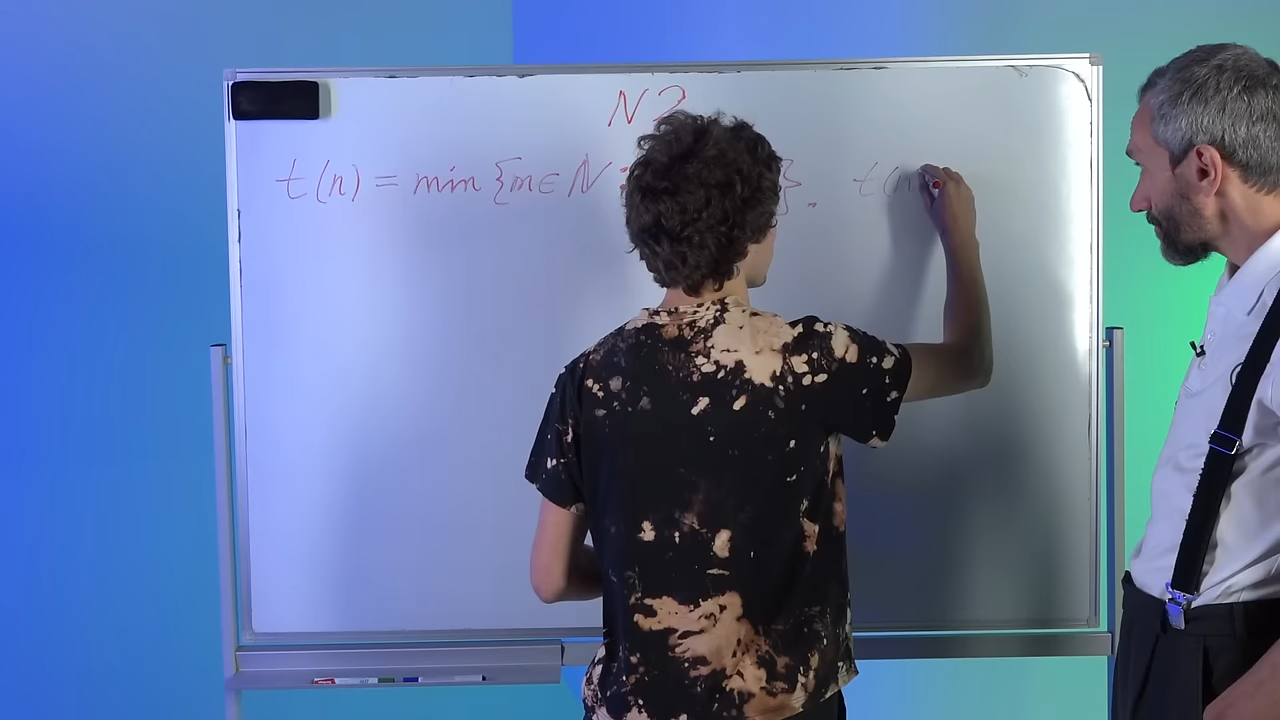 N2
t(n) = min {m ∈ N : }. t(n